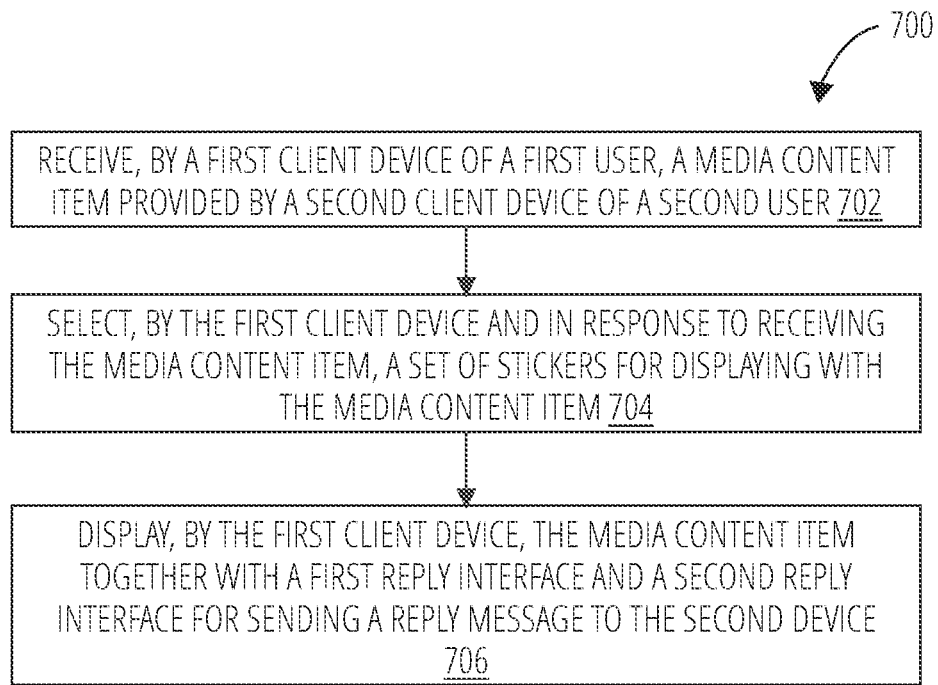 700
RECEIVE, BY A FIRST CLIENT DEVICE OF A FIRST USER, A MEDIA CONTENT
ITEM PROVIDED BY A SECOND CLIENT DEVICE OF A SECOND USER 702
SELECT, BY THE FIRST CLIENT DEVICE AND IN RESPONSE TO RECEIVING
THE MEDIA CONTENT ITEM, A SET OF STICKERS FOR DISPLAYING WITH
THE MEDIA CONTENT ITEM 704
DISPLAY, BY THE FIRST CLIENT DEVICE, THE MEDIA CONTENT ITEM
TOGETHER WITH A FIRST REPLY INTERFACE AND A SECOND REPLY
INTERFACE FOR SENDING A REPLY MESSAGE TO THE SECOND DEVICE
706